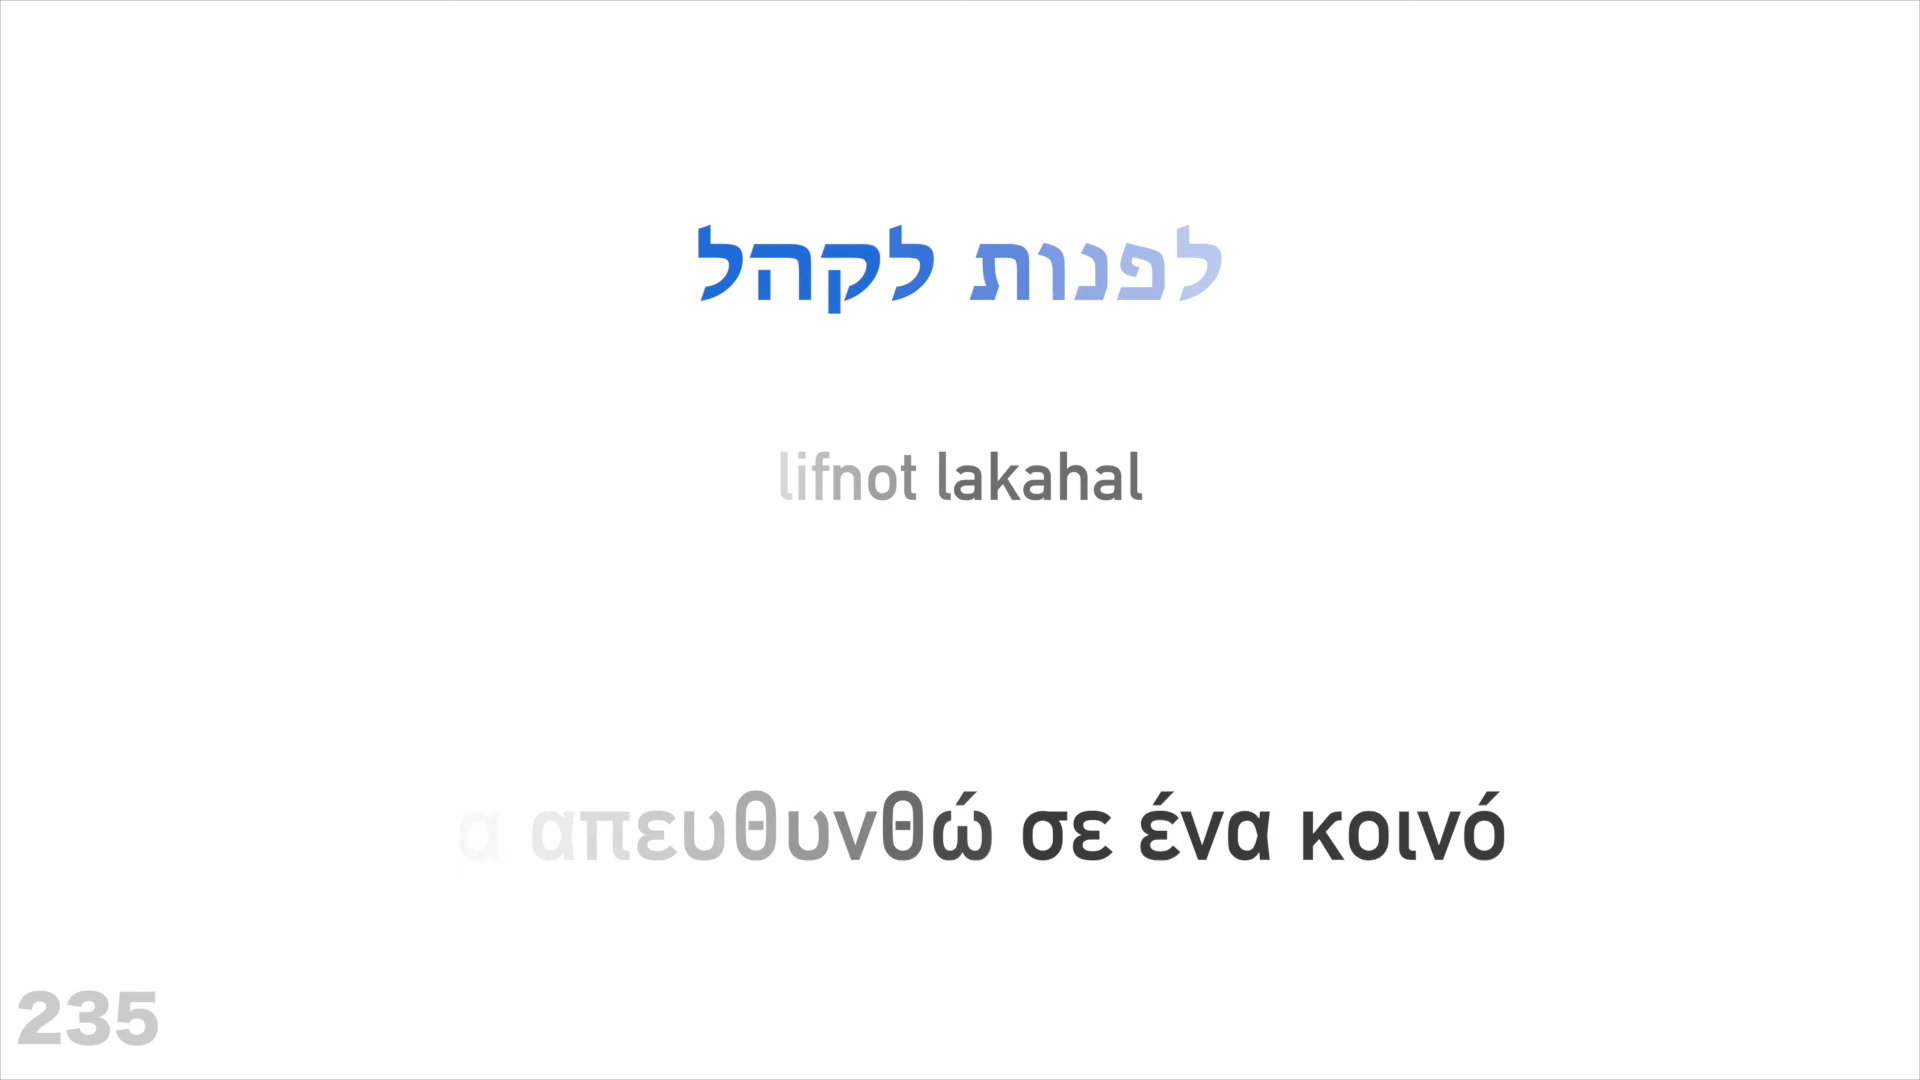 לפנות לקהל
lifnot lakahal
α απευθυνθώ σε ένα κοινό
235